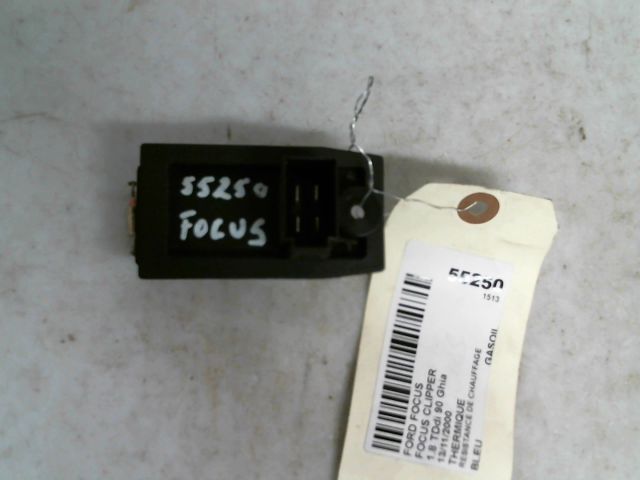 55250
FOCUS
55250
1513
FORD FOCUS
FOCUS CLIPPER
1.8 TDdi 90 Ghia
13/11/2000 GASOIL
THERMIQUE
RESISTANCE DE CHAUFFAGE
BLEU